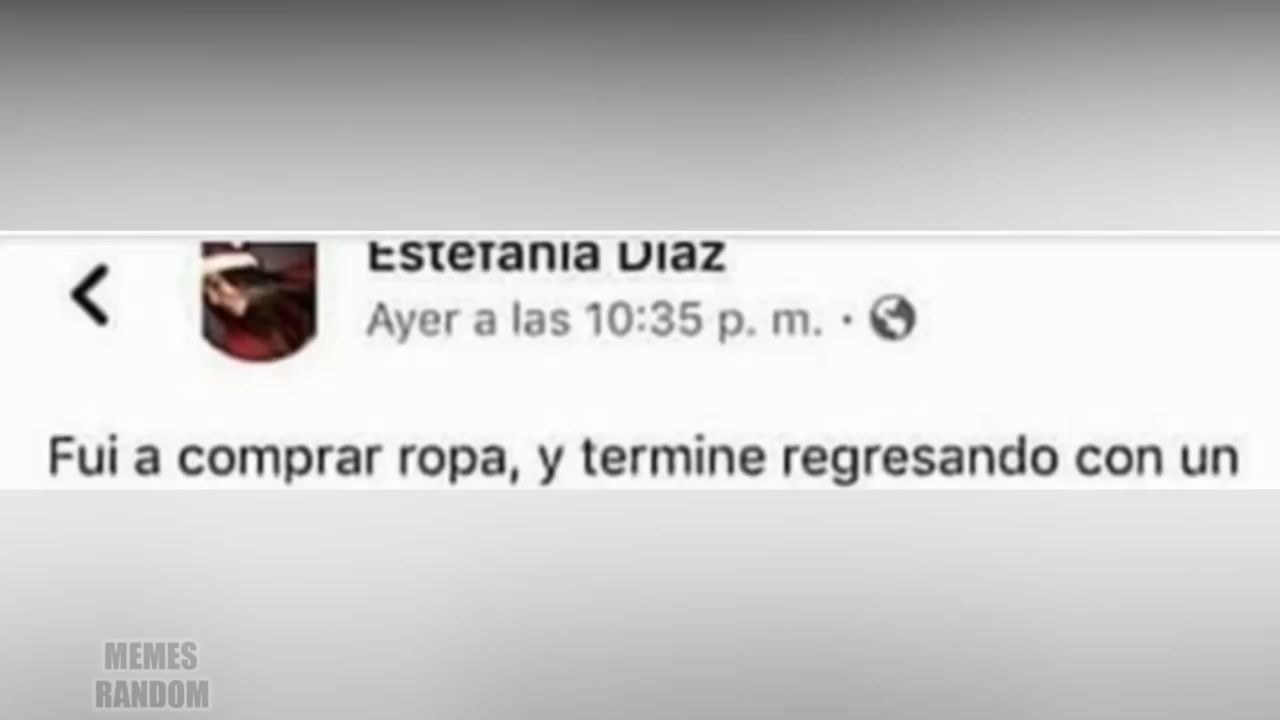 Estefania Diaz
Ayer a las 10:35 p. m. ·
Fui a comprar ropa, y termine regresando con un
MEMES
RANDOM